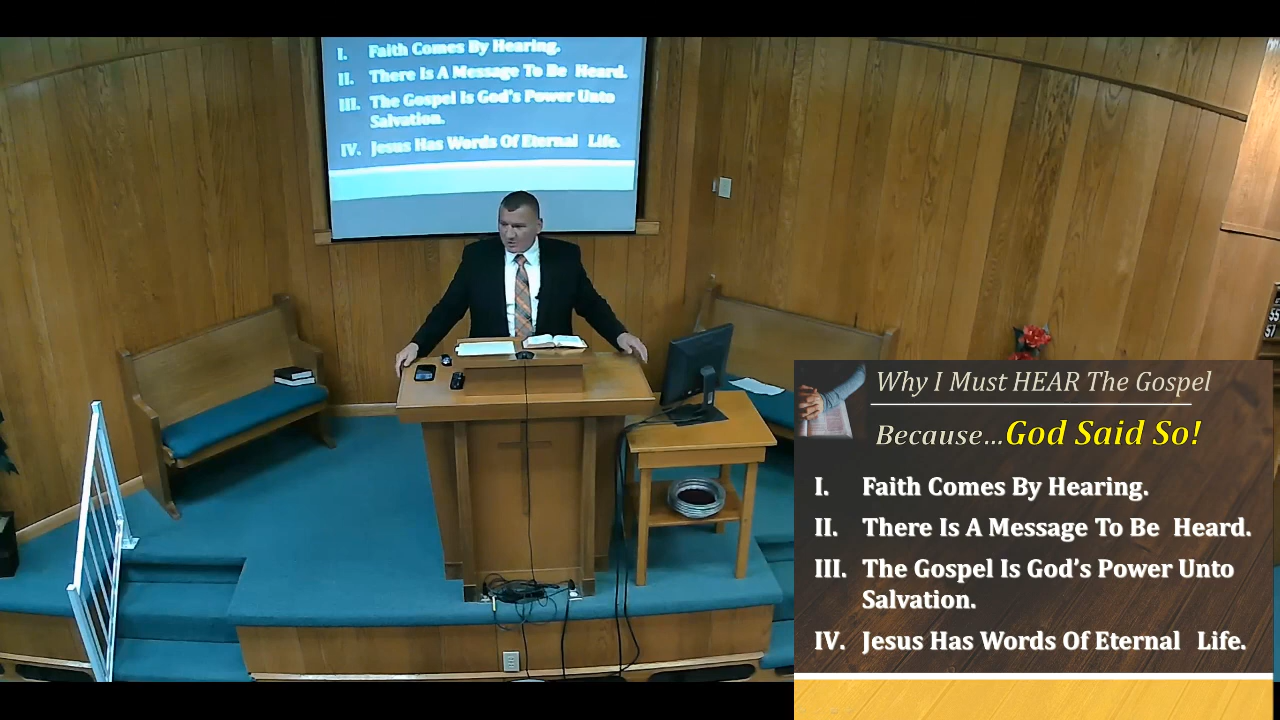 I. Faith Comes By Hearing.
II. There Is A Message To Be Heard.
III. The Gospel Is God's Power Unto
Salvation.
IV. Jesus Has Words Of Eternal Life.
55
57
Why I Must HEAR The Gospel
Because...God Said So!
I. Faith Comes By Hearing.
II. There Is A Message To Be Heard.
III. The Gospel Is God's Power Unto
Salvation.
IV. Jesus Has Words Of Eternal Life.